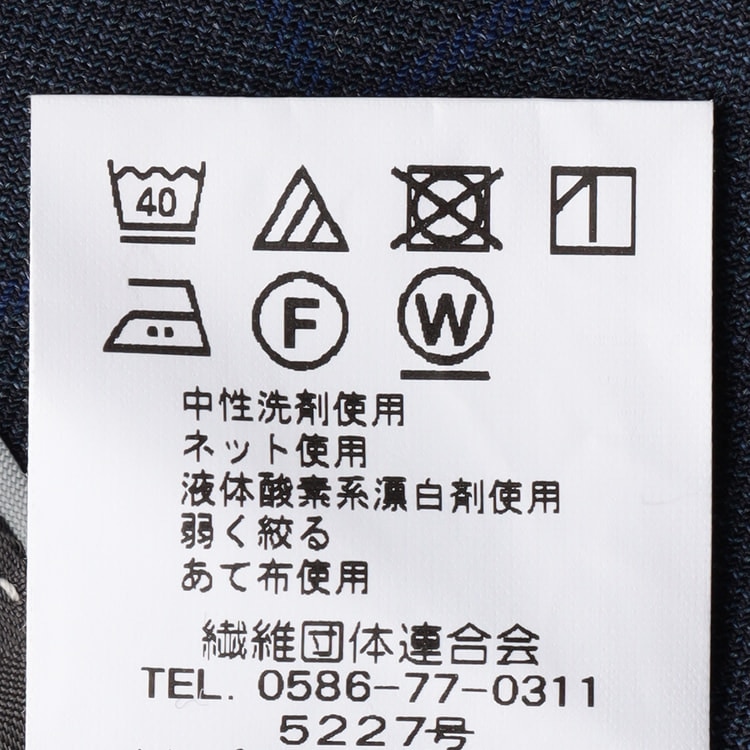 40
F W
中性洗剤使用
ネット使用
液体酸素系漂白剤使用
弱く絞る
あて布使用
繊維団体連合会
TEL. 0586-77-0311
5227号